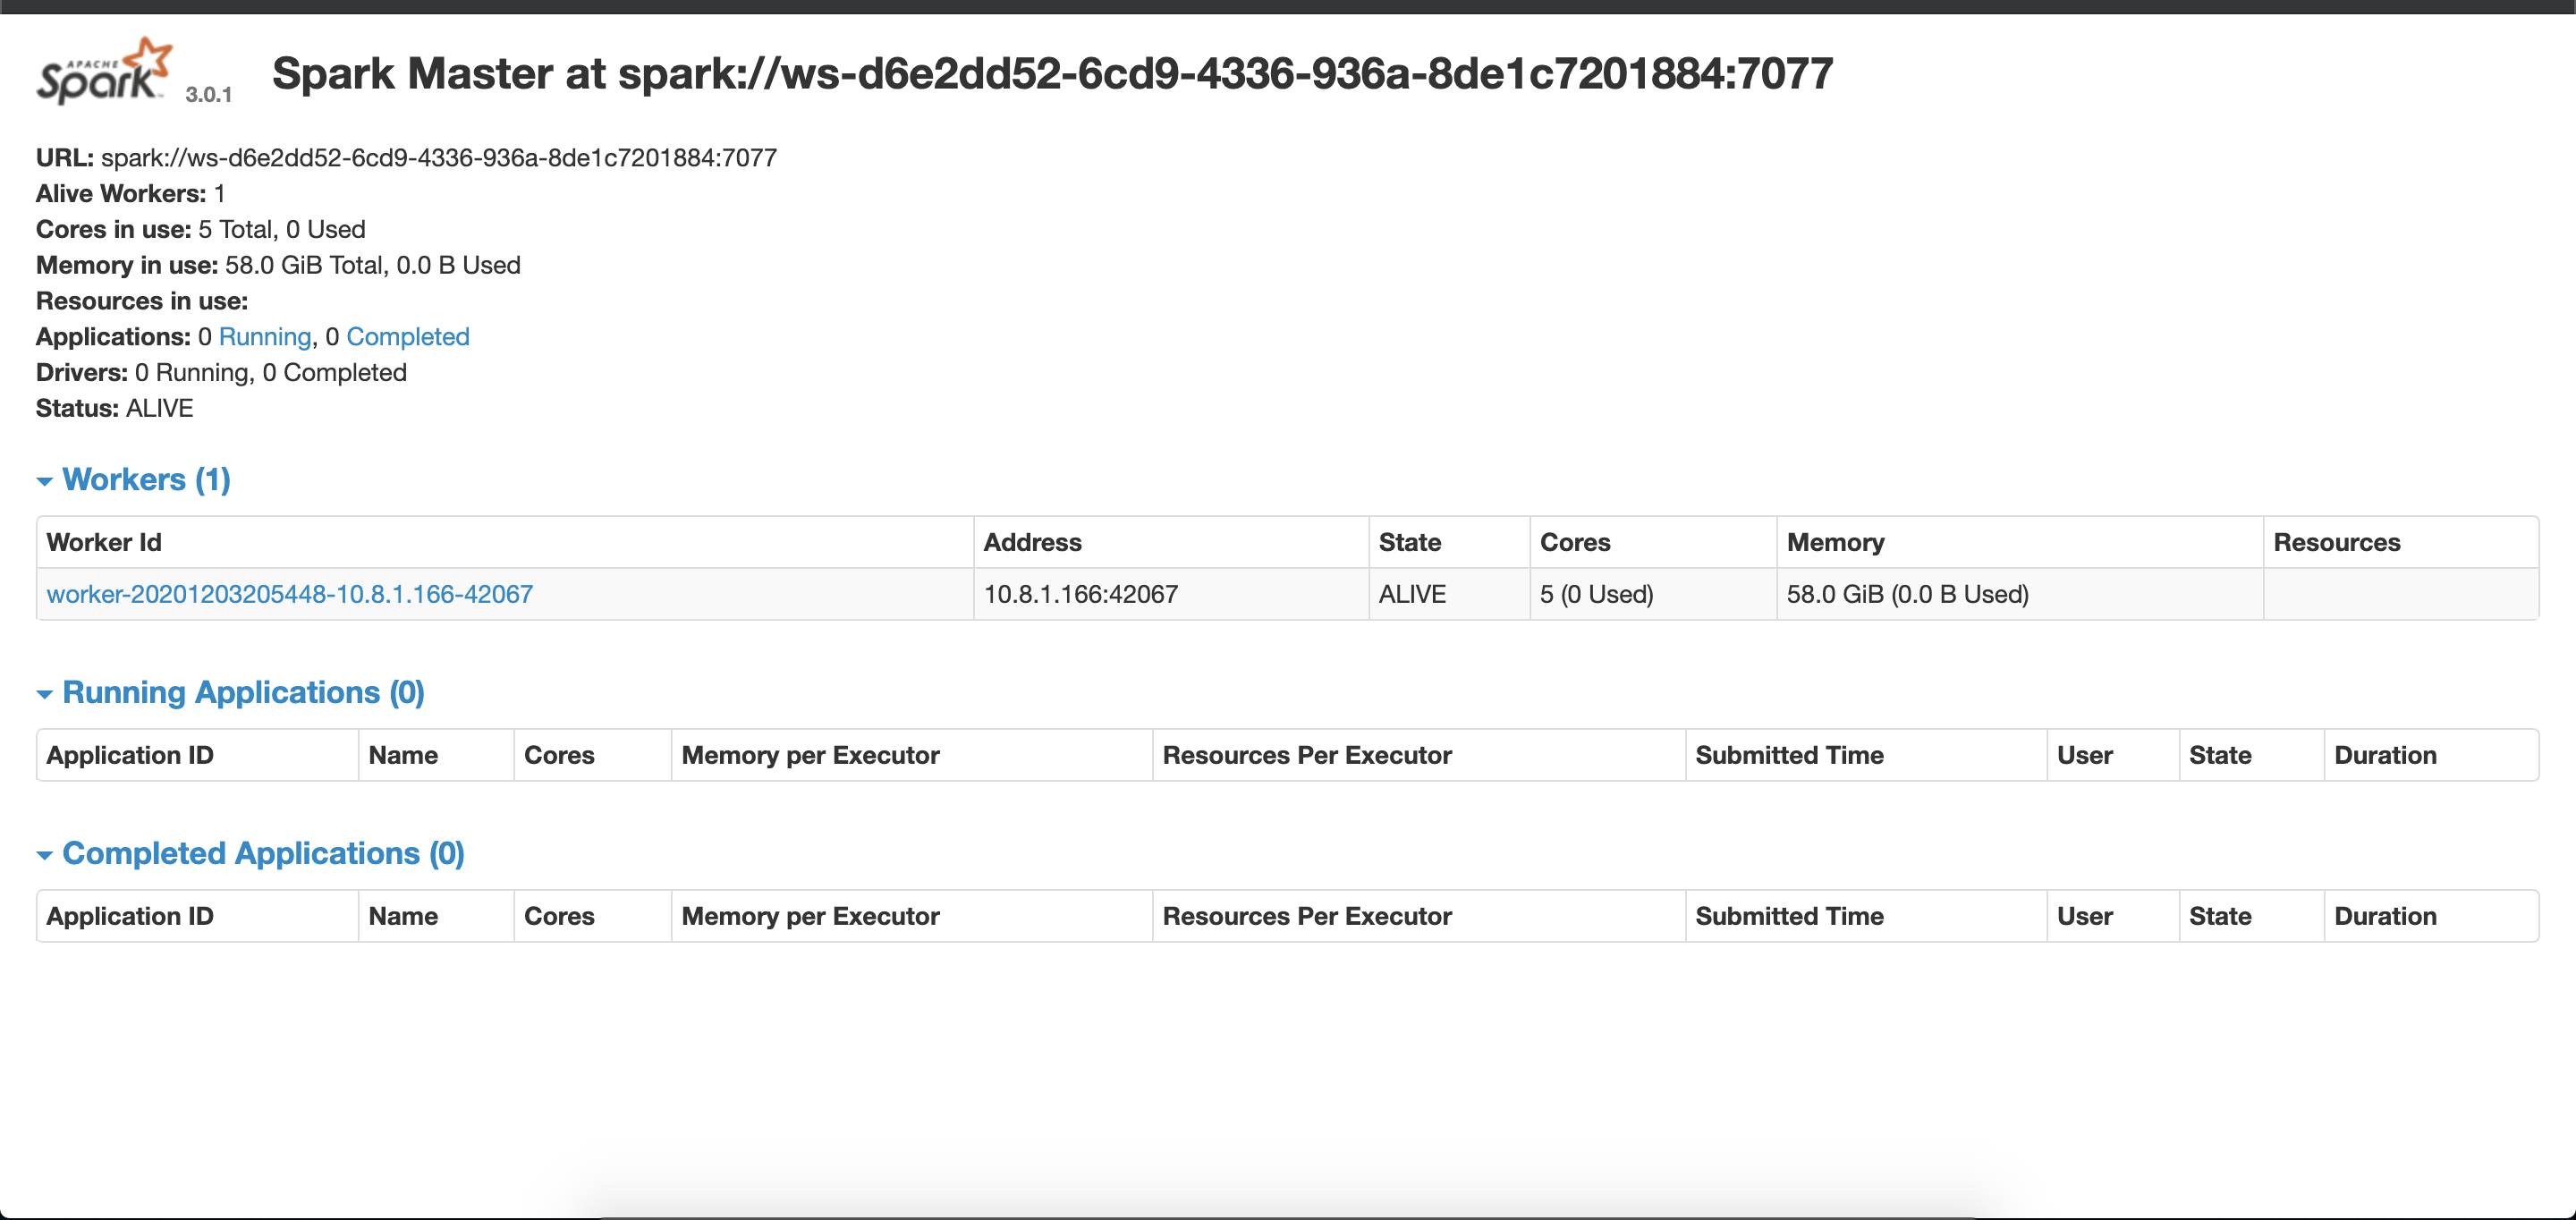 APACHE
Spark 3.0.1 Spark Master at spark://ws-d6e2dd52-6cd9-4336-936a-8de1c7201884:7077
URL: spark://ws-d6e2dd52-6cd9-4336-936a-8de1c7201884:7077
Alive Workers: 1
Cores in use: 5 Total, 0 Used
Memory in use: 58.0 GiB Total, 0.0 B Used
Resources in use:
Applications: 0 Running, 0 Completed
Drivers: 0 Running, 0 Completed
Status: ALIVE
Workers (1)
Worker Id Address State Cores Memory Resources
worker-20201203205448-10.8.1.166-42067 10.8.1.166:42067 ALIVE 5 (0 Used) 58.0 GiB (0.0 B Used)
Running Applications (0)
Application ID Name Cores Memory per Executor Resources Per Executor Submitted Time User State Duration
Completed Applications (0)
Application ID Name Cores Memory per Executor Resources Per Executor Submitted Time User State Duration